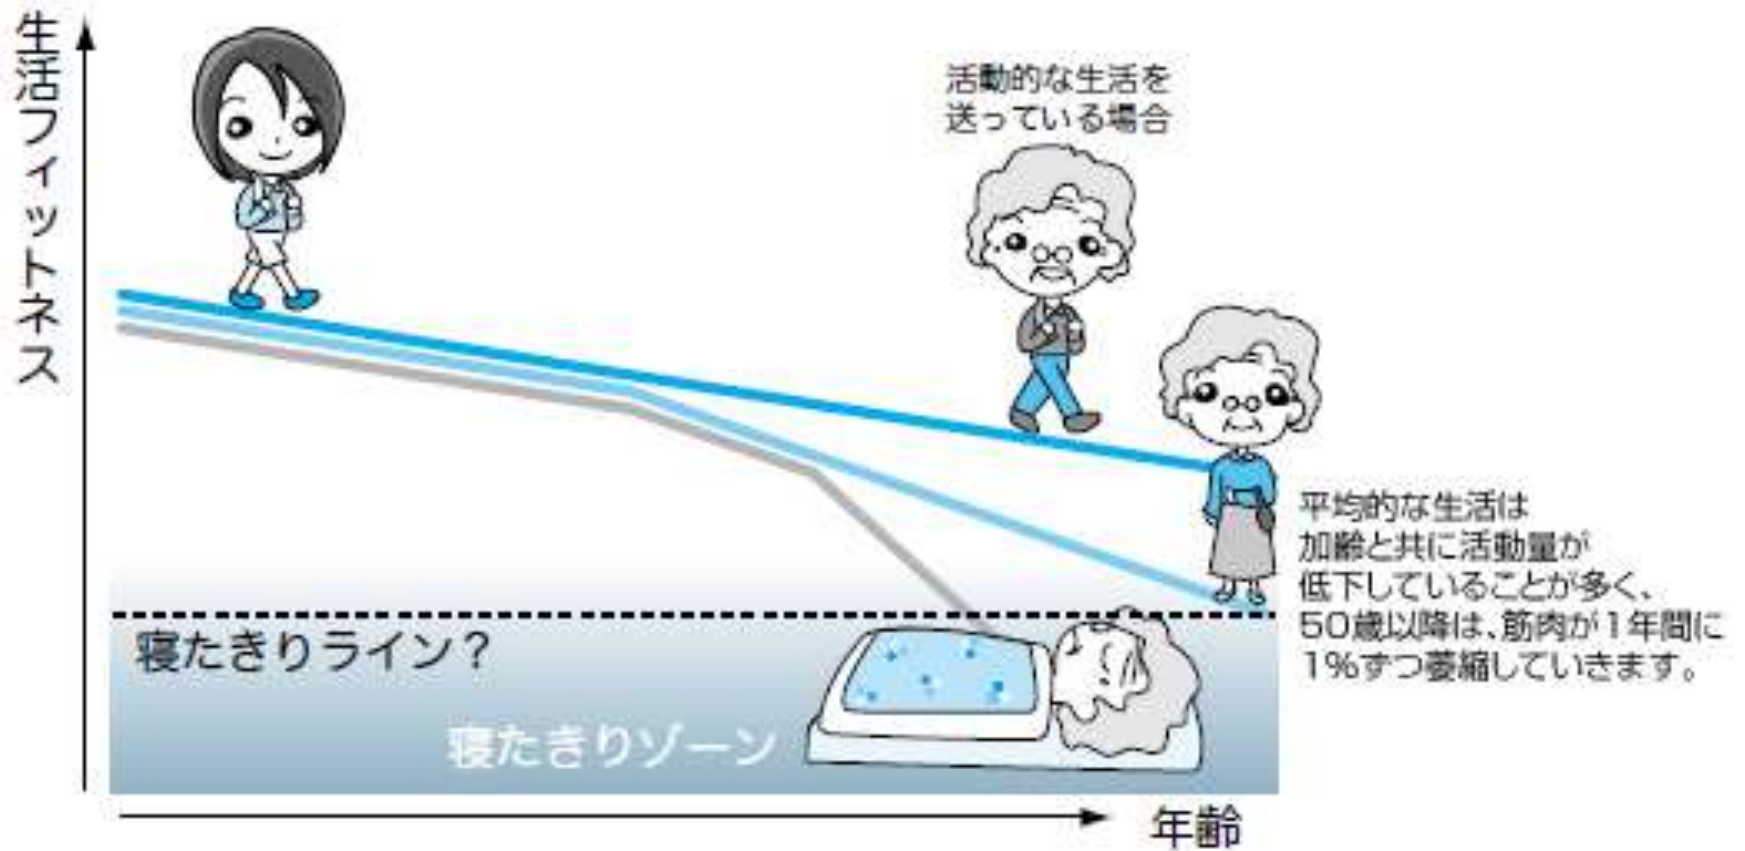 生活フィットネス
活動的な生活を
送っている場合
平均的な生活は
加齢と共に活動量が
低下していることが多く、
50歳以降は、筋肉が1年間に
1%ずつ萎縮していきます。
寝たきりライン？
寝たきりゾーン
年齢